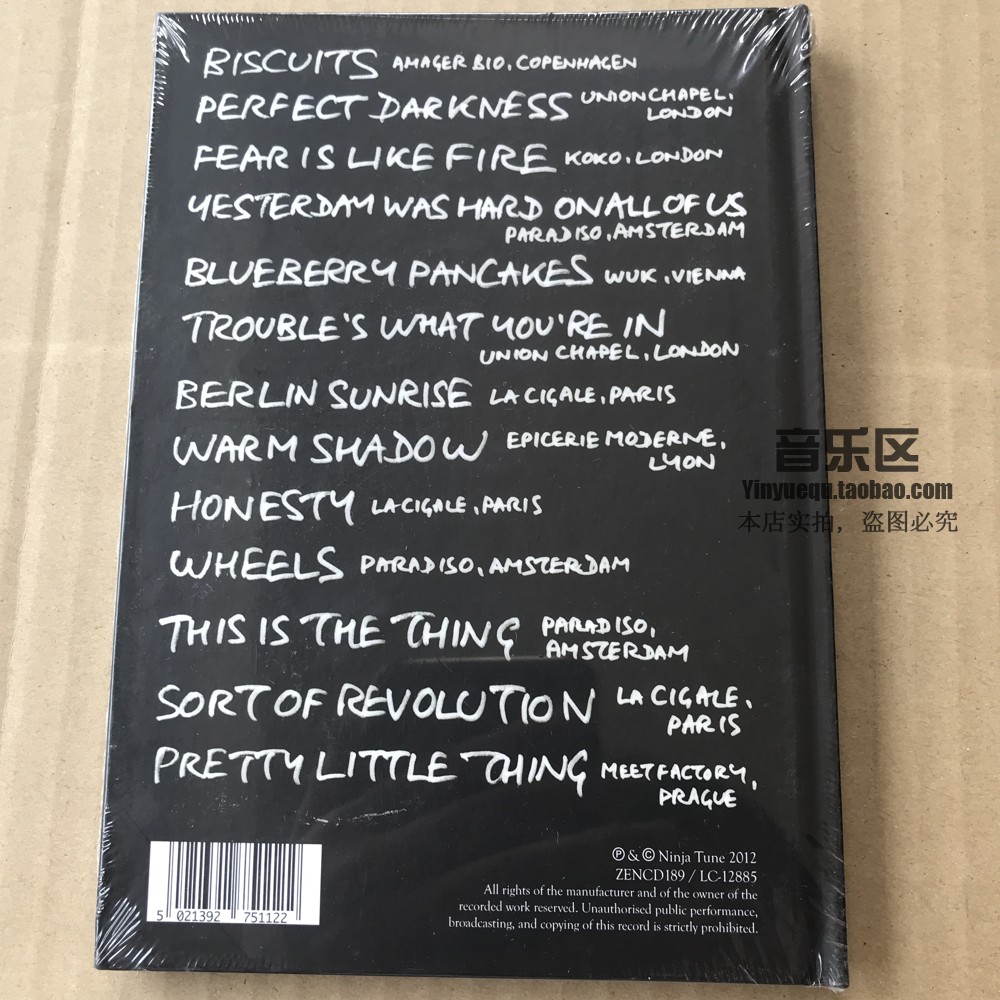 BISCUITS AMAGER BIO, COPENHAGEN
PERFECT DARKNESS UNION CHAPEL,
LONDON
FEAR IS LIKE FIRE KOKO, LONDON
YESTERDAY WAS HARD ON ALL OF US
PARADISO, AMSTERDAM
BLUEBERRY PANCAKES WUK, VIENNA
TROUBLE'S WHAT YOU'RE IN
UNION CHAPEL, LONDON
BERLIN SUNRISE LA CIGALE, PARIS
WARM SHADOW EPICERIE MODERNE,
LYON
HONESTY LA CIGALE, PARIS
WHEELS PARADISO, AMSTERDAM
THIS IS THE THING PARADISO,
AMSTERDAM
SORT OF REVOLUTION LA CIGALE,
PARIS
PRETTY LITTLE THING MEETFACTORY,
PRAGUE
音乐区
Yinyuequ.taobao.com
本店实拍，盗图必究
5 021392 751122
℗ & © Ninja Tune 2012
ZENCD189 / LC-12885
All rights of the manufacturer and of the owner of the
recorded work reserved. Unauthorised public performance,
broadcasting, and copying of this record is strictly prohibited.